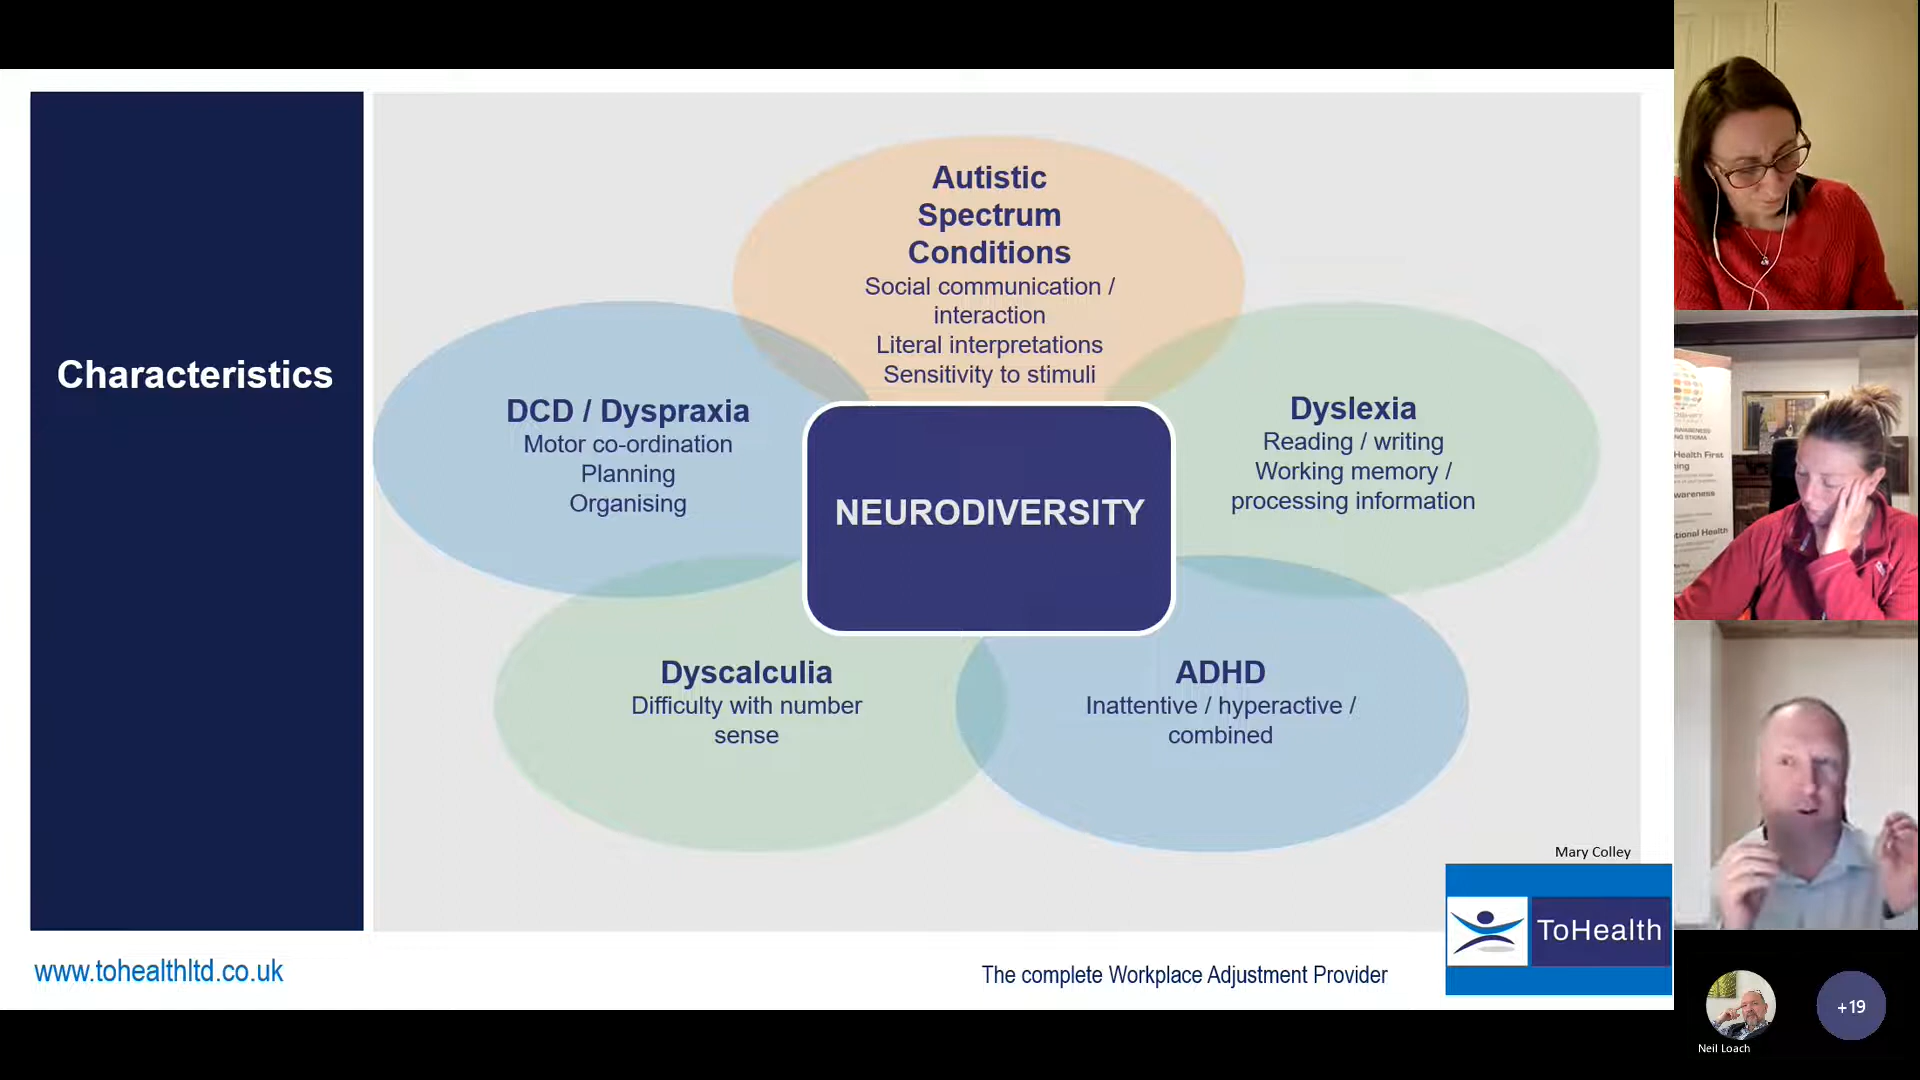 Characteristics
Autistic
Spectrum
Conditions
Social communication /
interaction
Literal interpretations
Sensitivity to stimuli
DCD / Dyspraxia
Motor co-ordination
Planning
Organising
NEURODIVERSITY
Dyslexia
Reading / writing
Working memory /
processing information
Dyscalculia
Difficulty with number
sense
ADHD
Inattentive / hyperactive /
combined
Mary Colley
ToHealth
www.tohealthltd.co.uk
The complete Workplace Adjustment Provider
Health First
Neil Loach
+19